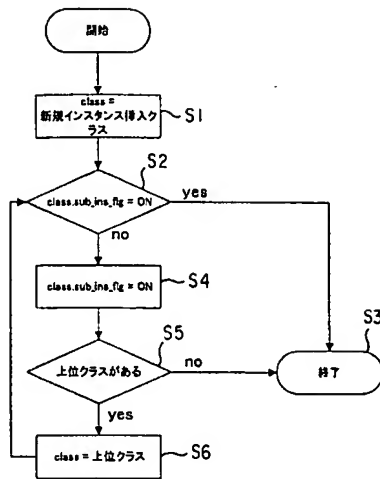 開始
class =
新規インスタンス挿入ク
ラス
S1
S2
class.sub_ins_flg = ON
yes
no
class.sub_ins_flg = ON
S4
S5
上位クラスがある
no
S3
終了
yes
class = 上位クラス
S6